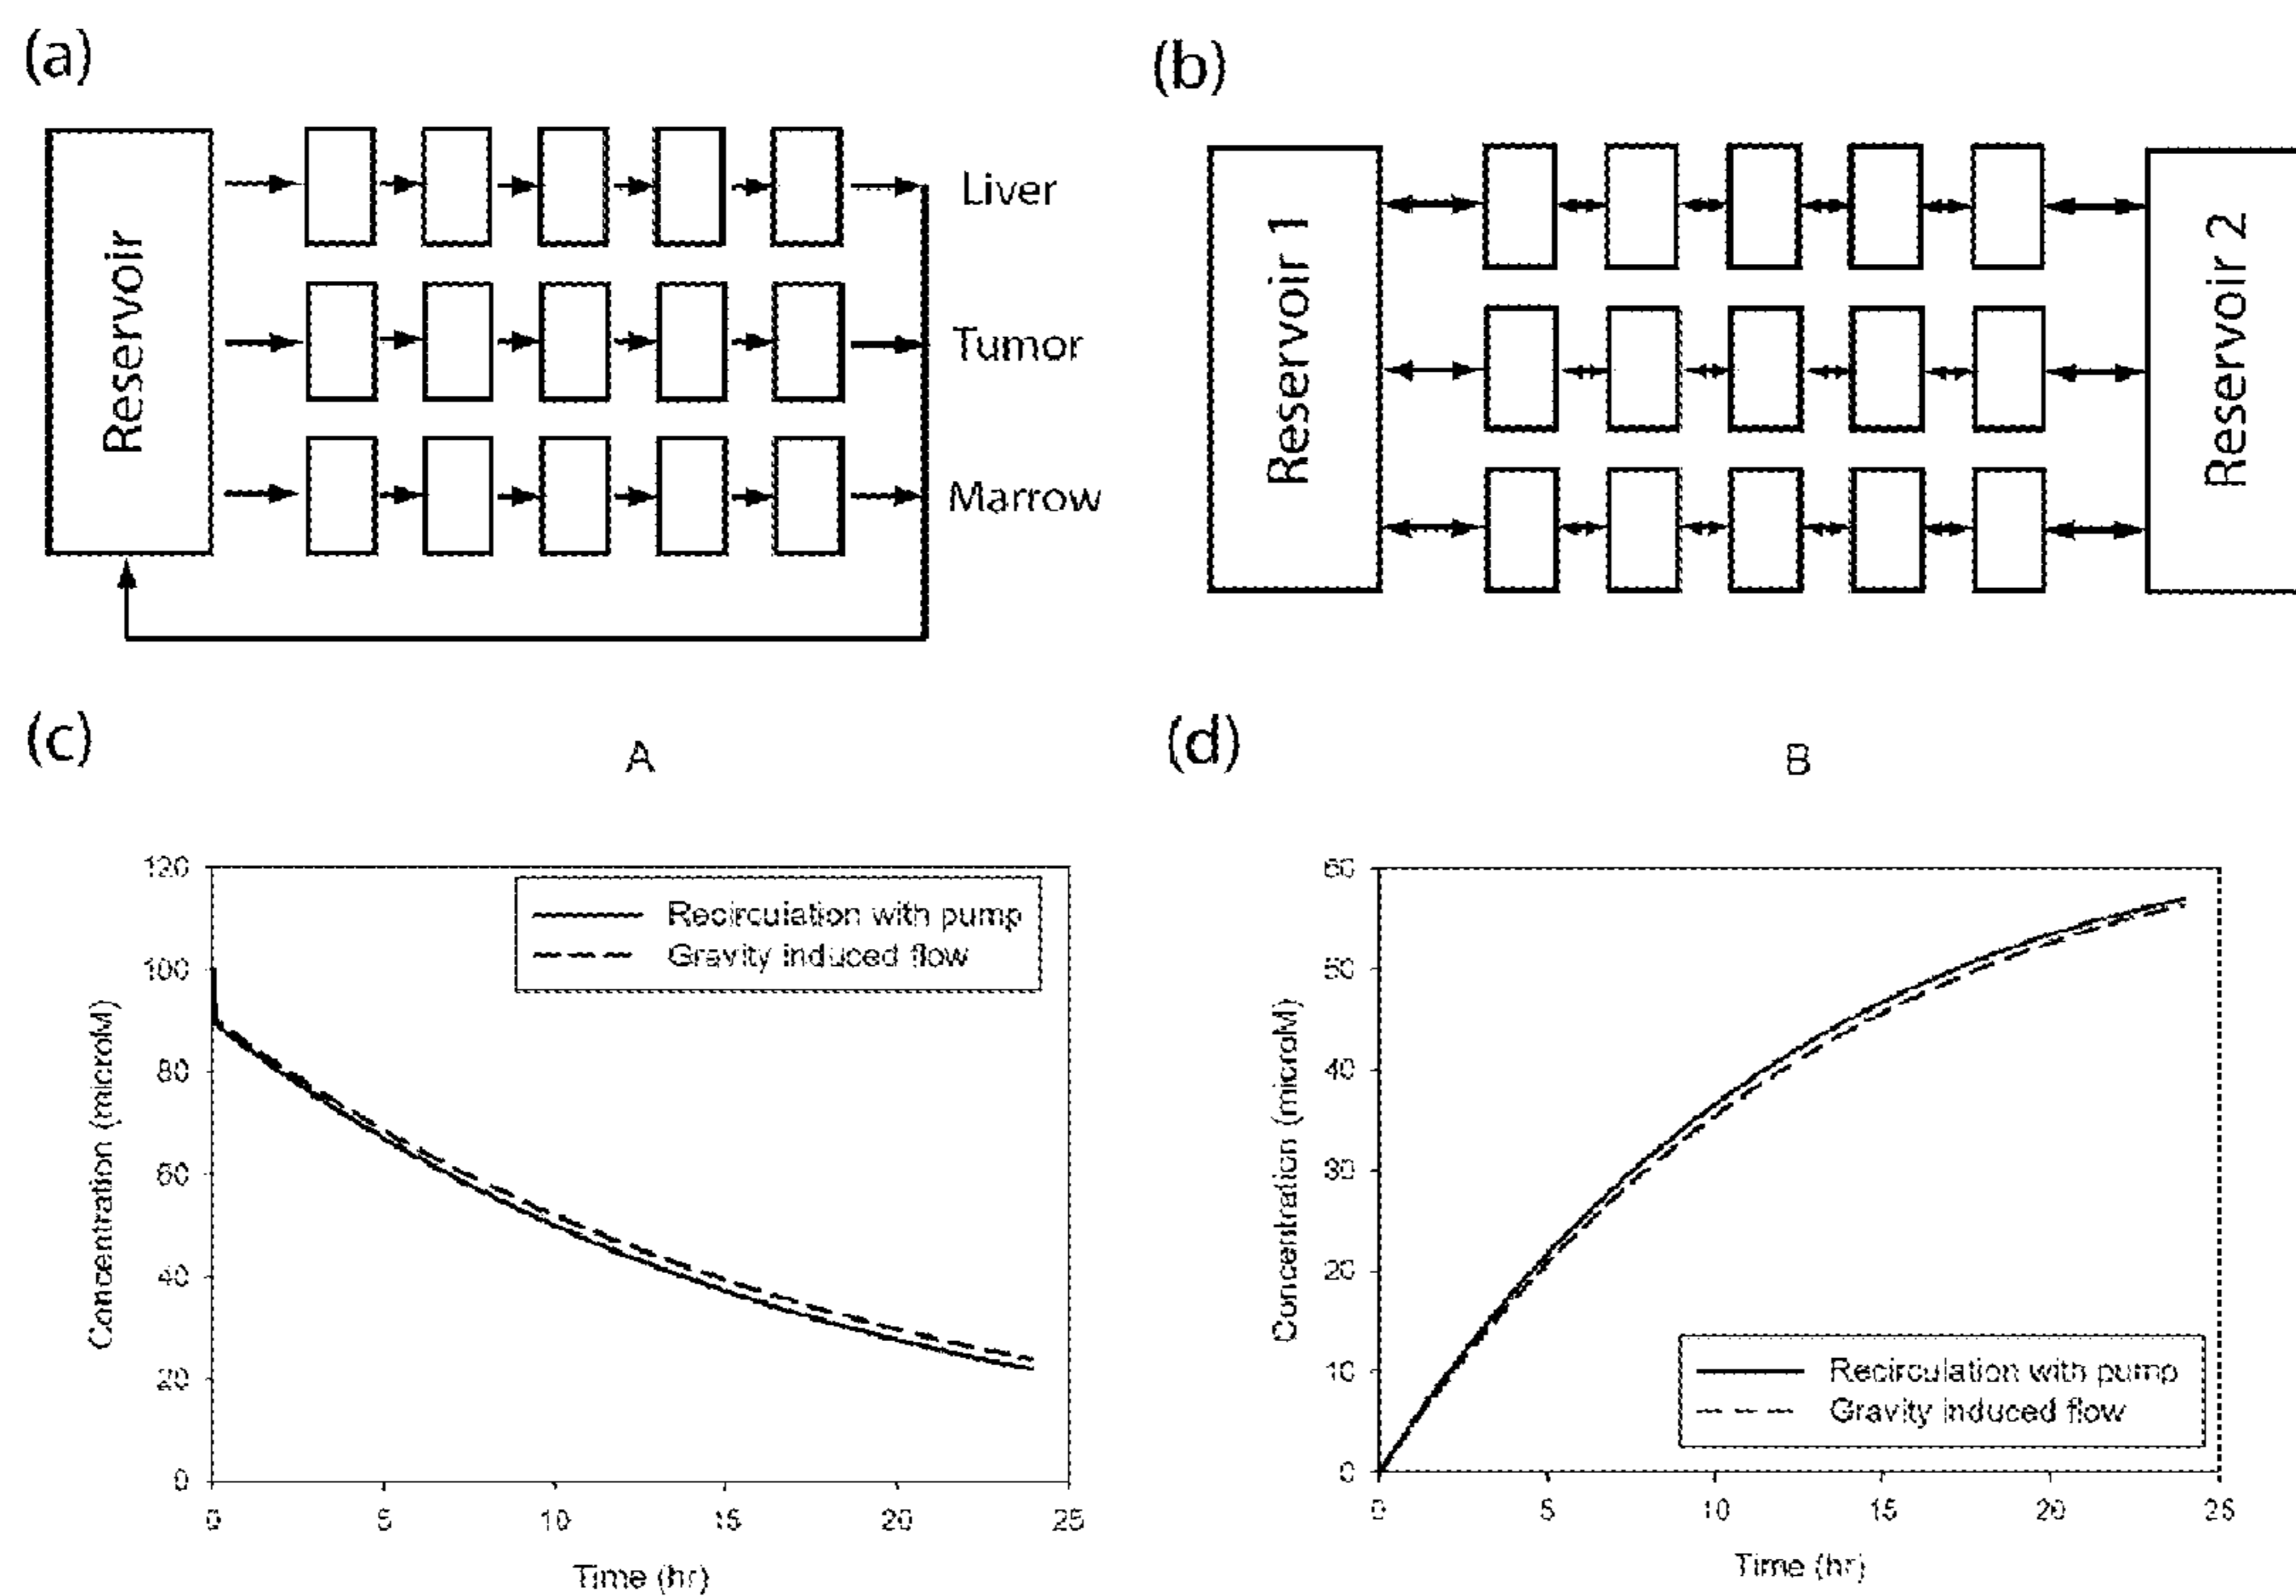 (a)
Reservoir
Liver
Tumor
Marrow
(b)
Reservoir 1
Reservoir 2
(c)
A
120
100
80
60
40
20
0
0
5
10
15
20
25
Concentration (microM)
Time (hr)
Recirculation with pump
Gravity induced flow
(d)
B
60
50
40
30
20
10
0
0
5
10
15
20
25
Concentration (microM)
Time (hr)
Recirculation with pump
Gravity induced flow